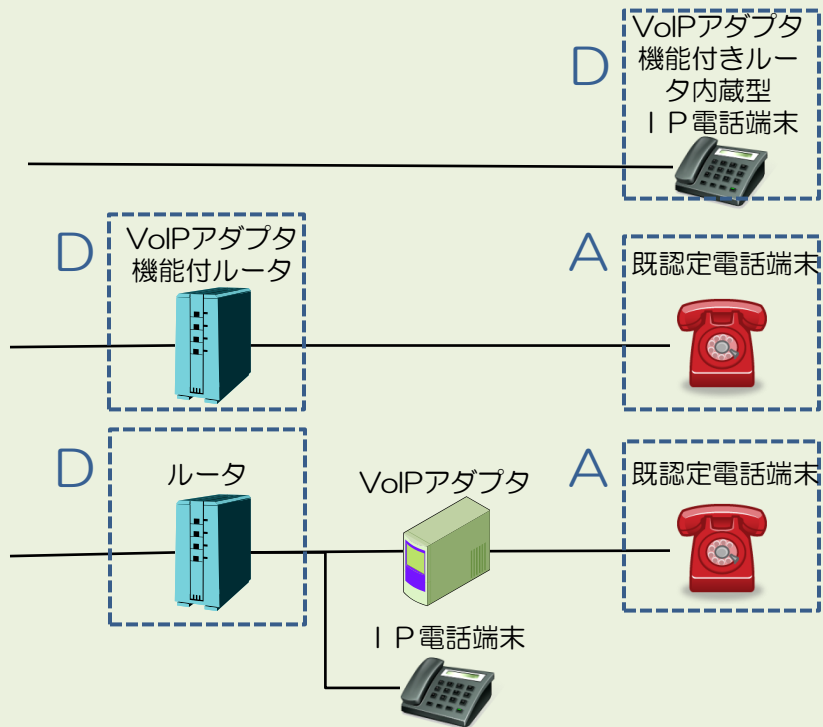 D
VoIPアダプタ
機能付きルー
タ内蔵型
ＩＰ電話端末
D
VoIPアダプタ
機能付ルータ
A
既認定電話端末
D
ルータ
VoIPアダプタ
A
既認定電話端末
ＩＰ電話端末